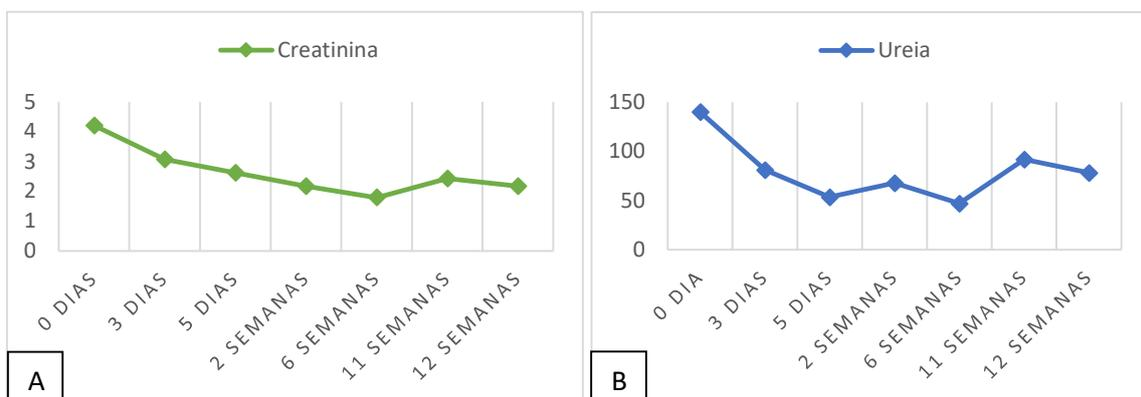 Creatinina
5
4
3
2
1
0
0 DIAS
3 DIAS
5 DIAS
2 SEMANAS
6 SEMANAS
11 SEMANAS
12 SEMANAS
A
Ureia
150
100
50
0
0 DIA
3 DIAS
5 DIAS
2 SEMANAS
6 SEMANAS
11 SEMANAS
12 SEMANAS
B